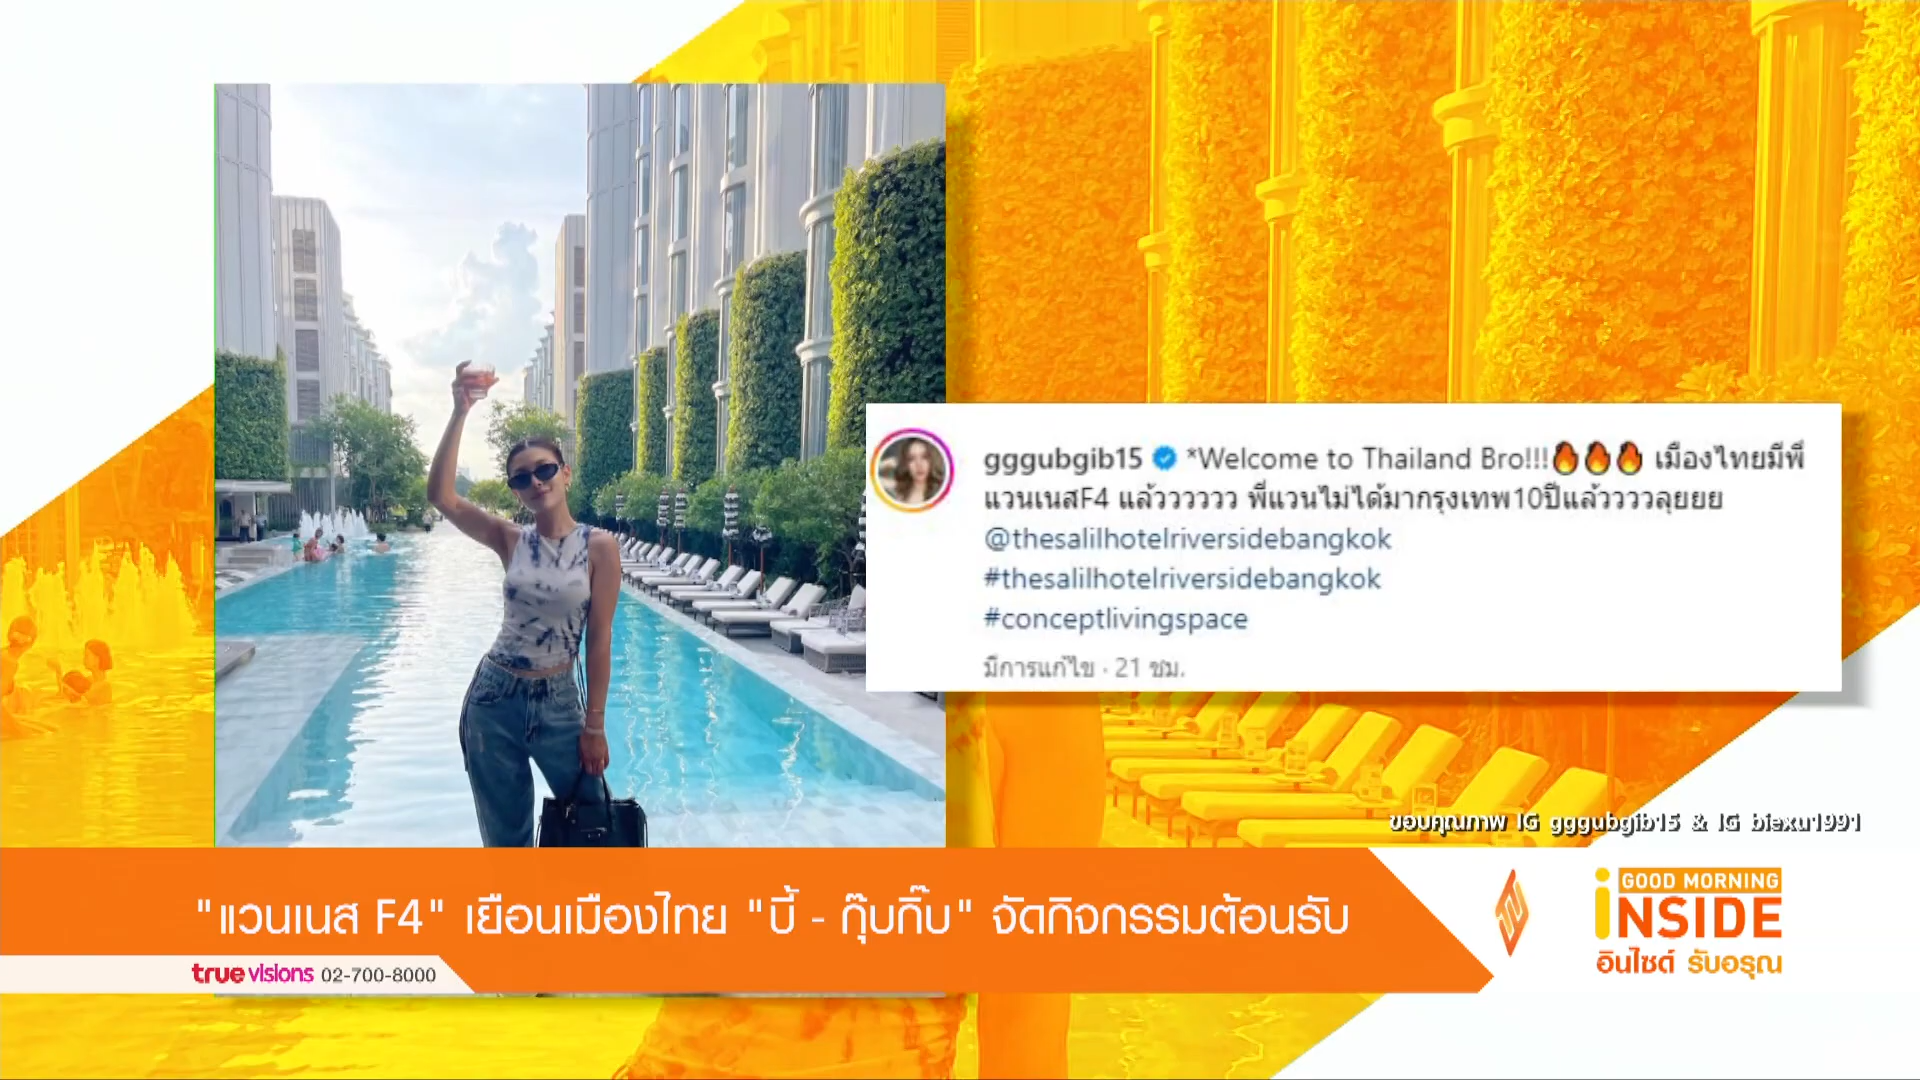 gggubgib15 *Welcome to Thailand Bro!!!🔥🔥🔥 เมืองไทยมีพี่
แวนเนสF4 แล้ววววววว พี่แวนไม่ได้มากรุงเทพ10ปีแล้ววววลุยยย
@thesalilhotelriversidebangkok
#thesalilhotelriversidebangkok
#conceptlivingspace
มีการแก้ไข · 21 ชม.
ขอบคุณภาพ IG gggubgib15 & IG biexu1991
"แวนเนส F4" เยือนเมืองไทย "บี้ - กุ๊บกิ๊บ" จัดกิจกรรมต้อนรับ
truevisions 02-700-8000
GOOD MORNING
iNSIDE
อินไซด์ รับอรุณ